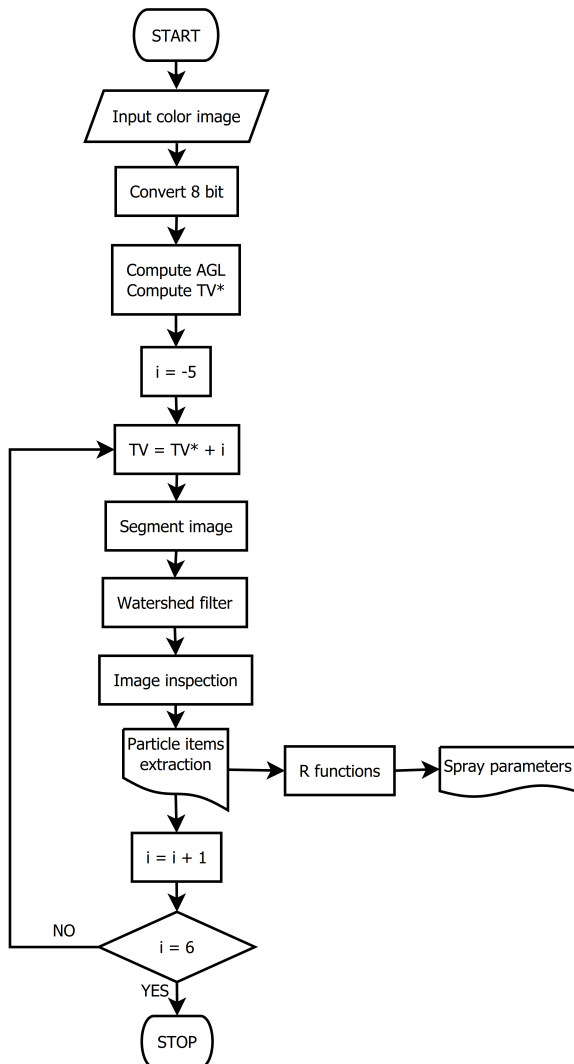 START
Input color image
Convert 8 bit
Compute AGL
Compute TV*
i = -5
TV = TV* + i
Segment image
Watershed filter
Image inspection
Particle items
extraction
R functions
Spray parameters
i = i + 1
NO
i = 6
YES
STOP